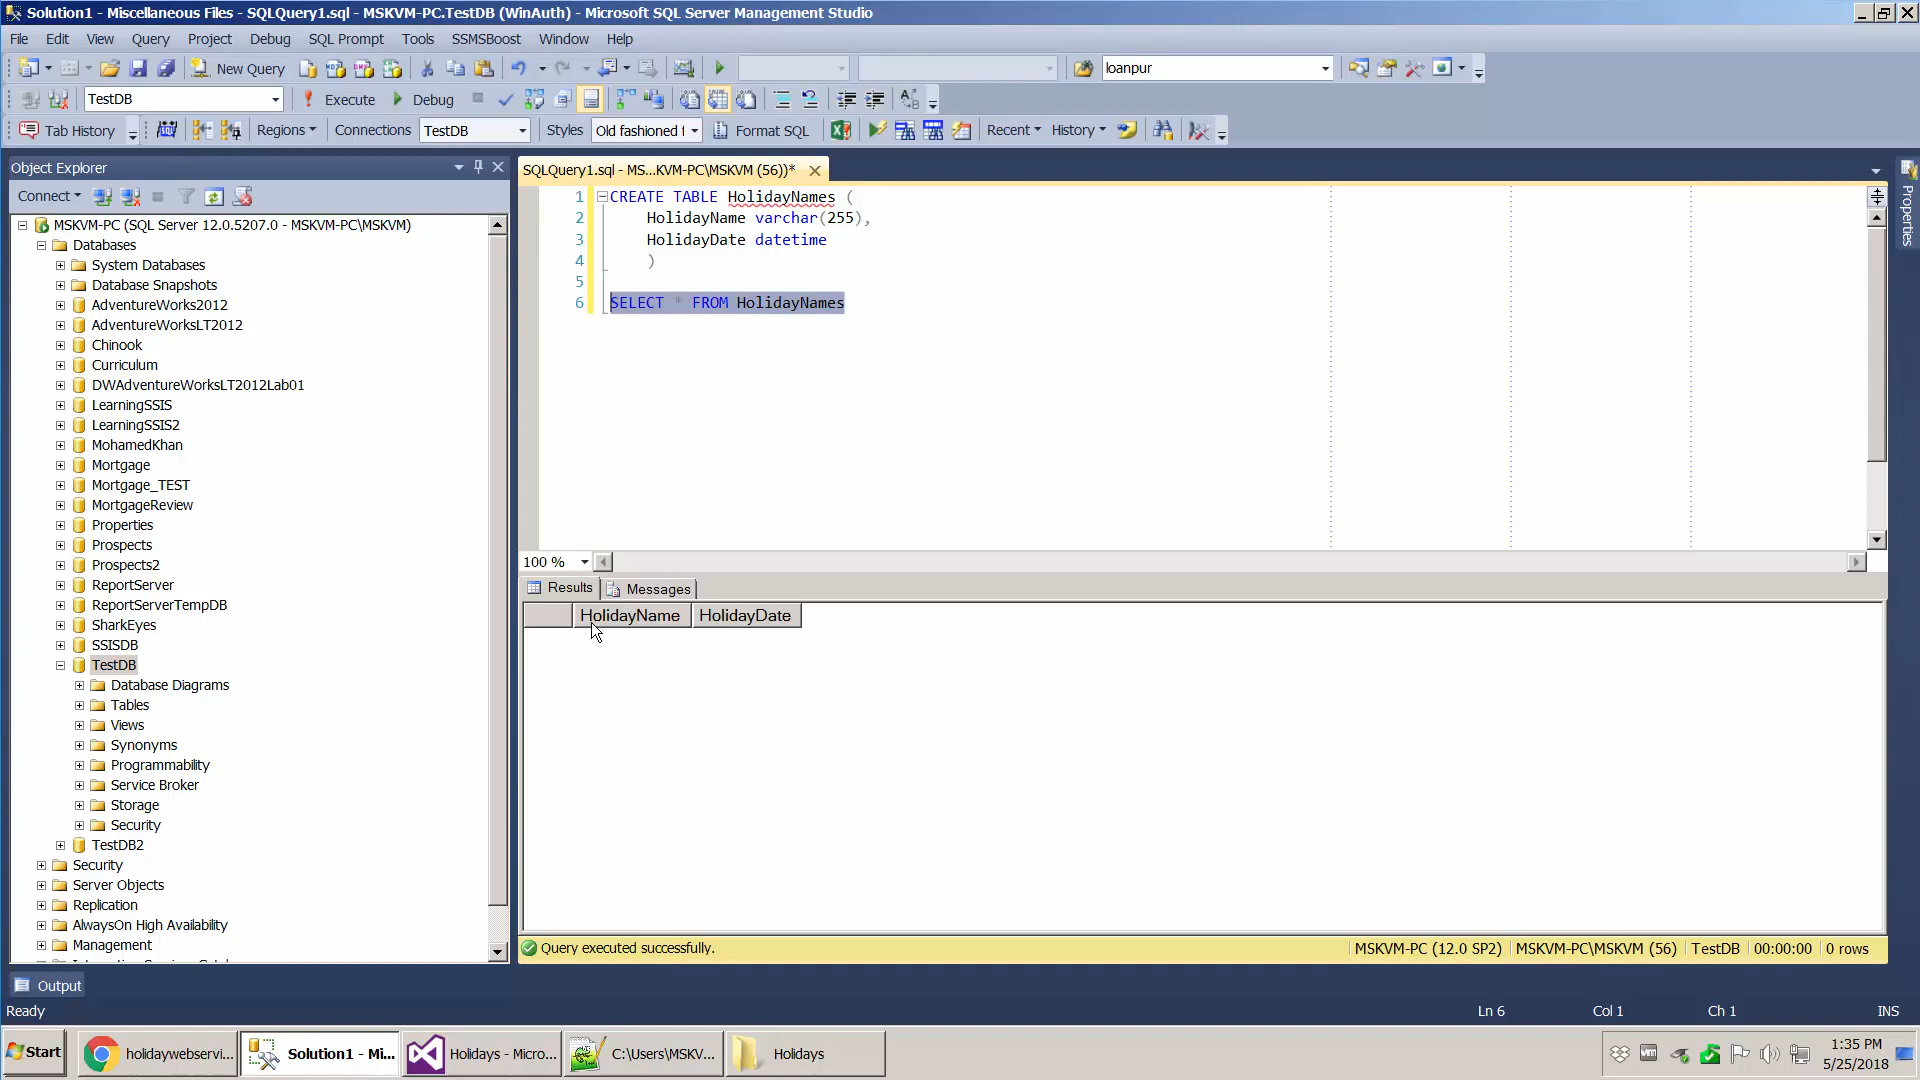 Solution1 - Miscellaneous Files - SQLQuery1.sql - MSKVM-PC.TestDB (WinAuth) - Microsoft SQL Server Management Studio
File Edit View Query Project Debug SQL Prompt Tools SSMSBoost Window Help
New Query loanpur
TestDB Execute Debug
Tab History Regions Connections TestDB Styles Old fashioned f Format SQL Recent History
Object Explorer
Connect
MSKVM-PC (SQL Server 12.0.5207.0 - MSKVM-PC\MSKVM)
Databases
System Databases
Database Snapshots
AdventureWorks2012
AdventureWorksLT2012
Chinook
Curriculum
DWAdventureWorksLT2012Lab01
LearningSSIS
LearningSSIS2
MohamedKhan
Mortgage
Mortgage_TEST
MortgageReview
Properties
Prospects
Prospects2
ReportServer
ReportServerTempDB
SharkEyes
SSISDB
TestDB
Database Diagrams
Tables
Views
Synonyms
Programmability
Service Broker
Storage
Security
TestDB2
Security
Server Objects
Replication
AlwaysOn High Availability
Management
SQLQuery1.sql - MS...KVM-PC\MSKVM (56))*
1 CREATE TABLE HolidayNames (
2 HolidayName varchar(255),
3 HolidayDate datetime
4 )
5
6 SELECT * FROM HolidayNames
100 %
Results Messages
HolidayName HolidayDate
Query executed successfully. MSKVM-PC (12.0 SP2) MSKVM-PC\MSKVM (56) TestDB 00:00:00 0 rows
Properties
Output
Ready Ln 6 Col 1 Ch 1 INS
Start holidaywebservi... Solution1 - Mi... Holidays - Micro... C:\Users\MSKV... Holidays
1:35 PM
5/25/2018